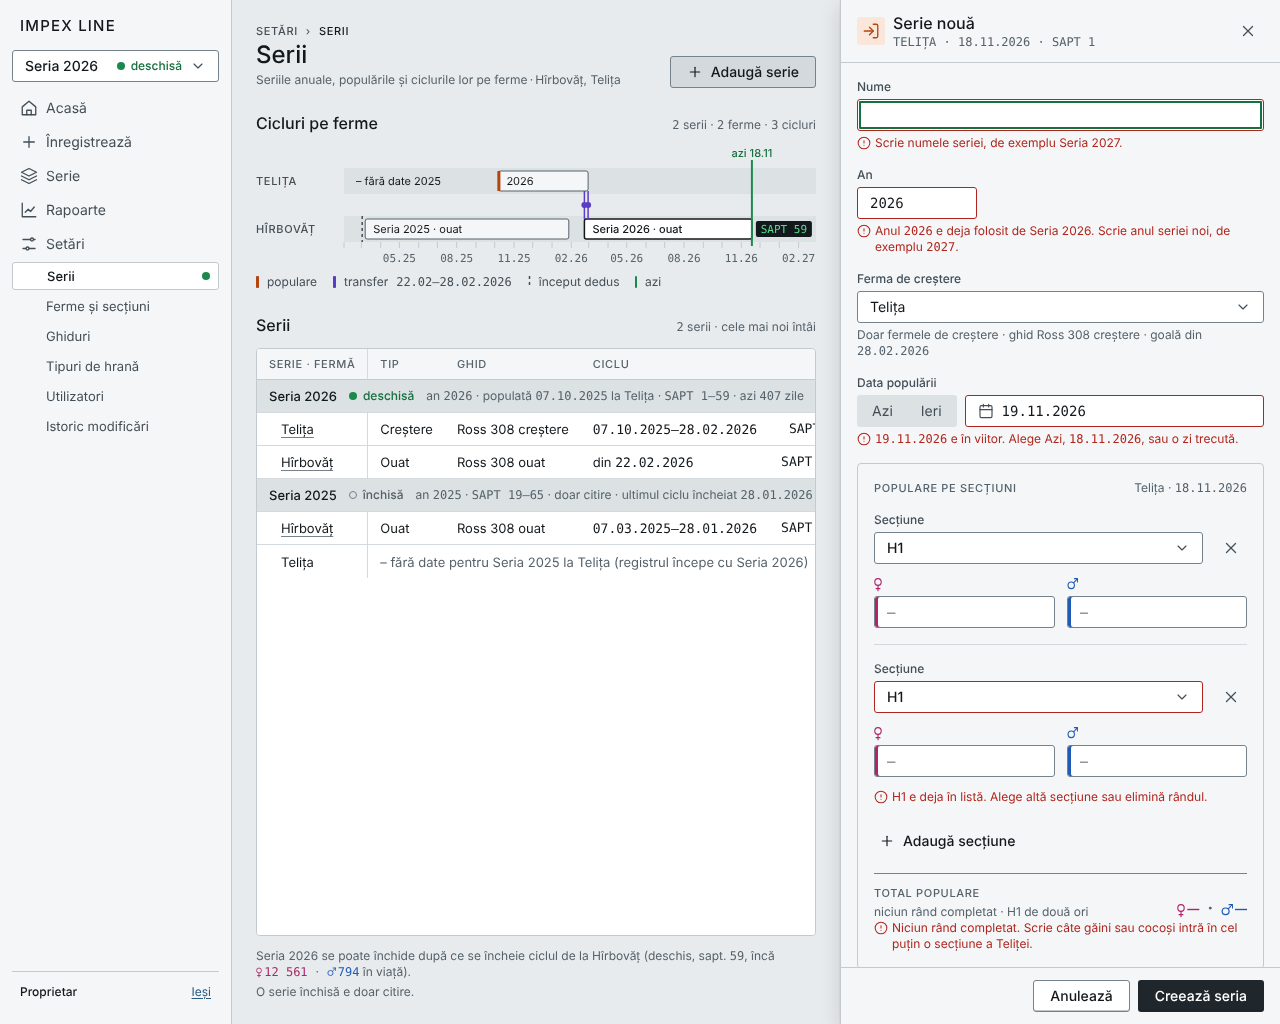 IMPEX LINE
Seria 2026 deschisă
Acasă
Înregistrează
Serie
Rapoarte
Setări
Serii
Ferme și secțiuni
Ghiduri
Tipuri de hrană
Utilizatori
Istoric modificări
Proprietar Ieși
SETĂRI › SERII
Serii
Seriile anuale, populările și ciclurile lor pe ferme · Hîrbovăț, Telița
Adaugă serie
Cicluri pe ferme
2 serii · 2 ferme · 3 cicluri
azi 18.11
TELIȚA – fără date 2025 2026
HÎRBOVĂȚ Seria 2025 · ouat Seria 2026 · ouat SAPT 59
05.25 08.25 11.25 02.26 05.26 08.26 11.26 02.27
populare transfer 22.02–28.02.2026 început dedus azi
Serii
2 serii · cele mai noi întâi
SERIE · FERMĂ TIP GHID CICLU
Seria 2026 deschisă an 2026 · populată 07.10.2025 la Telița · SAPT 1–59 · azi 407 zile
Telița Creștere Ross 308 creștere 07.10.2025–28.02.2026 SAPT
Hîrbovăț Ouat Ross 308 ouat din 22.02.2026 SAPT
Seria 2025 închisă an 2025 · SAPT 19–65 · doar citire · ultimul ciclu încheiat 28.01.2026
Hîrbovăț Ouat Ross 308 ouat 07.03.2025–28.01.2026 SAPT
Telița – fără date pentru Seria 2025 la Telița (registrul începe cu Seria 2026)
Seria 2026 se poate închide după ce se încheie ciclul de la Hîrbovăț (deschis, sapt. 59, încă
♀12 561 · ♂794 în viață).
O serie închisă e doar citire.
Serie nouă
TELIȚA · 18.11.2026 · SAPT 1
Nume
Scrie numele seriei, de exemplu Seria 2027.
An
2026
Anul 2026 e deja folosit de Seria 2026. Scrie anul seriei noi, de
exemplu 2027.
Ferma de creștere
Telița
Doar fermele de creștere · ghid Ross 308 creștere · goală din
28.02.2026
Data populării
Azi Ieri 19.11.2026
19.11.2026 e în viitor. Alege Azi, 18.11.2026, sau o zi trecută.
POPULARE PE SECȚIUNI Telița · 18.11.2026
Secțiune
H1
♀ ♂
– –
Secțiune
H1
♀ ♂
– –
H1 e deja în listă. Alege altă secțiune sau elimină rândul.
Adaugă secțiune
TOTAL POPULARE
niciun rând completat · H1 de două ori ♀— · ♂—
Niciun rând completat. Scrie câte găini sau cocoși intră în cel
puțin o secțiune a Teliței.
Anulează Creează seria